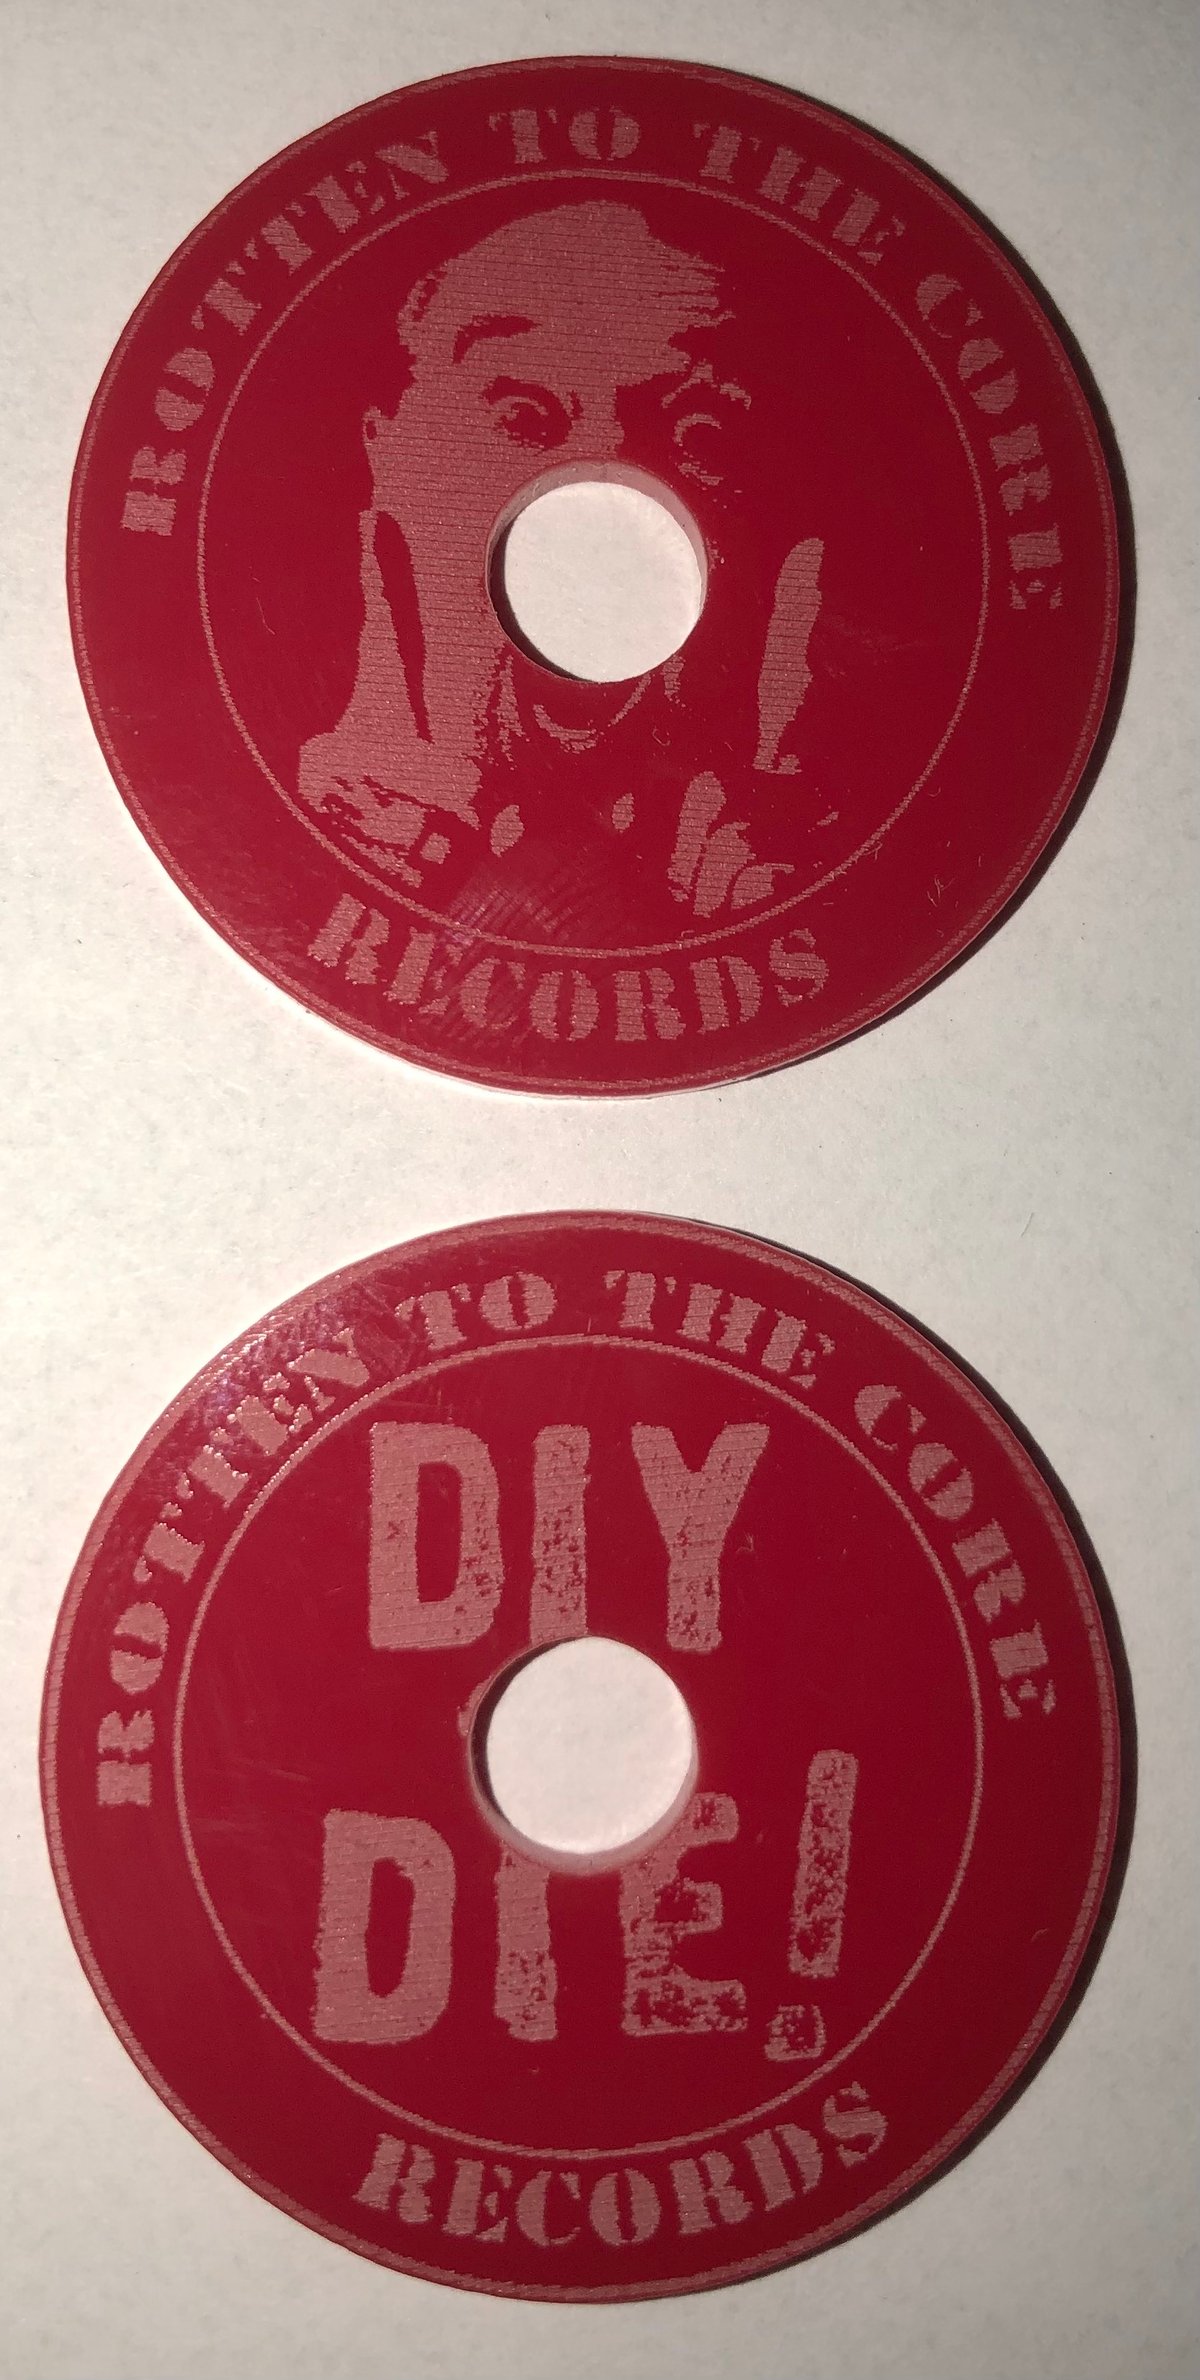 ROTTEN TO THE CORE
RECORDS
ROTTEN TO THE CORE
DIY
DIE!
RECORDS